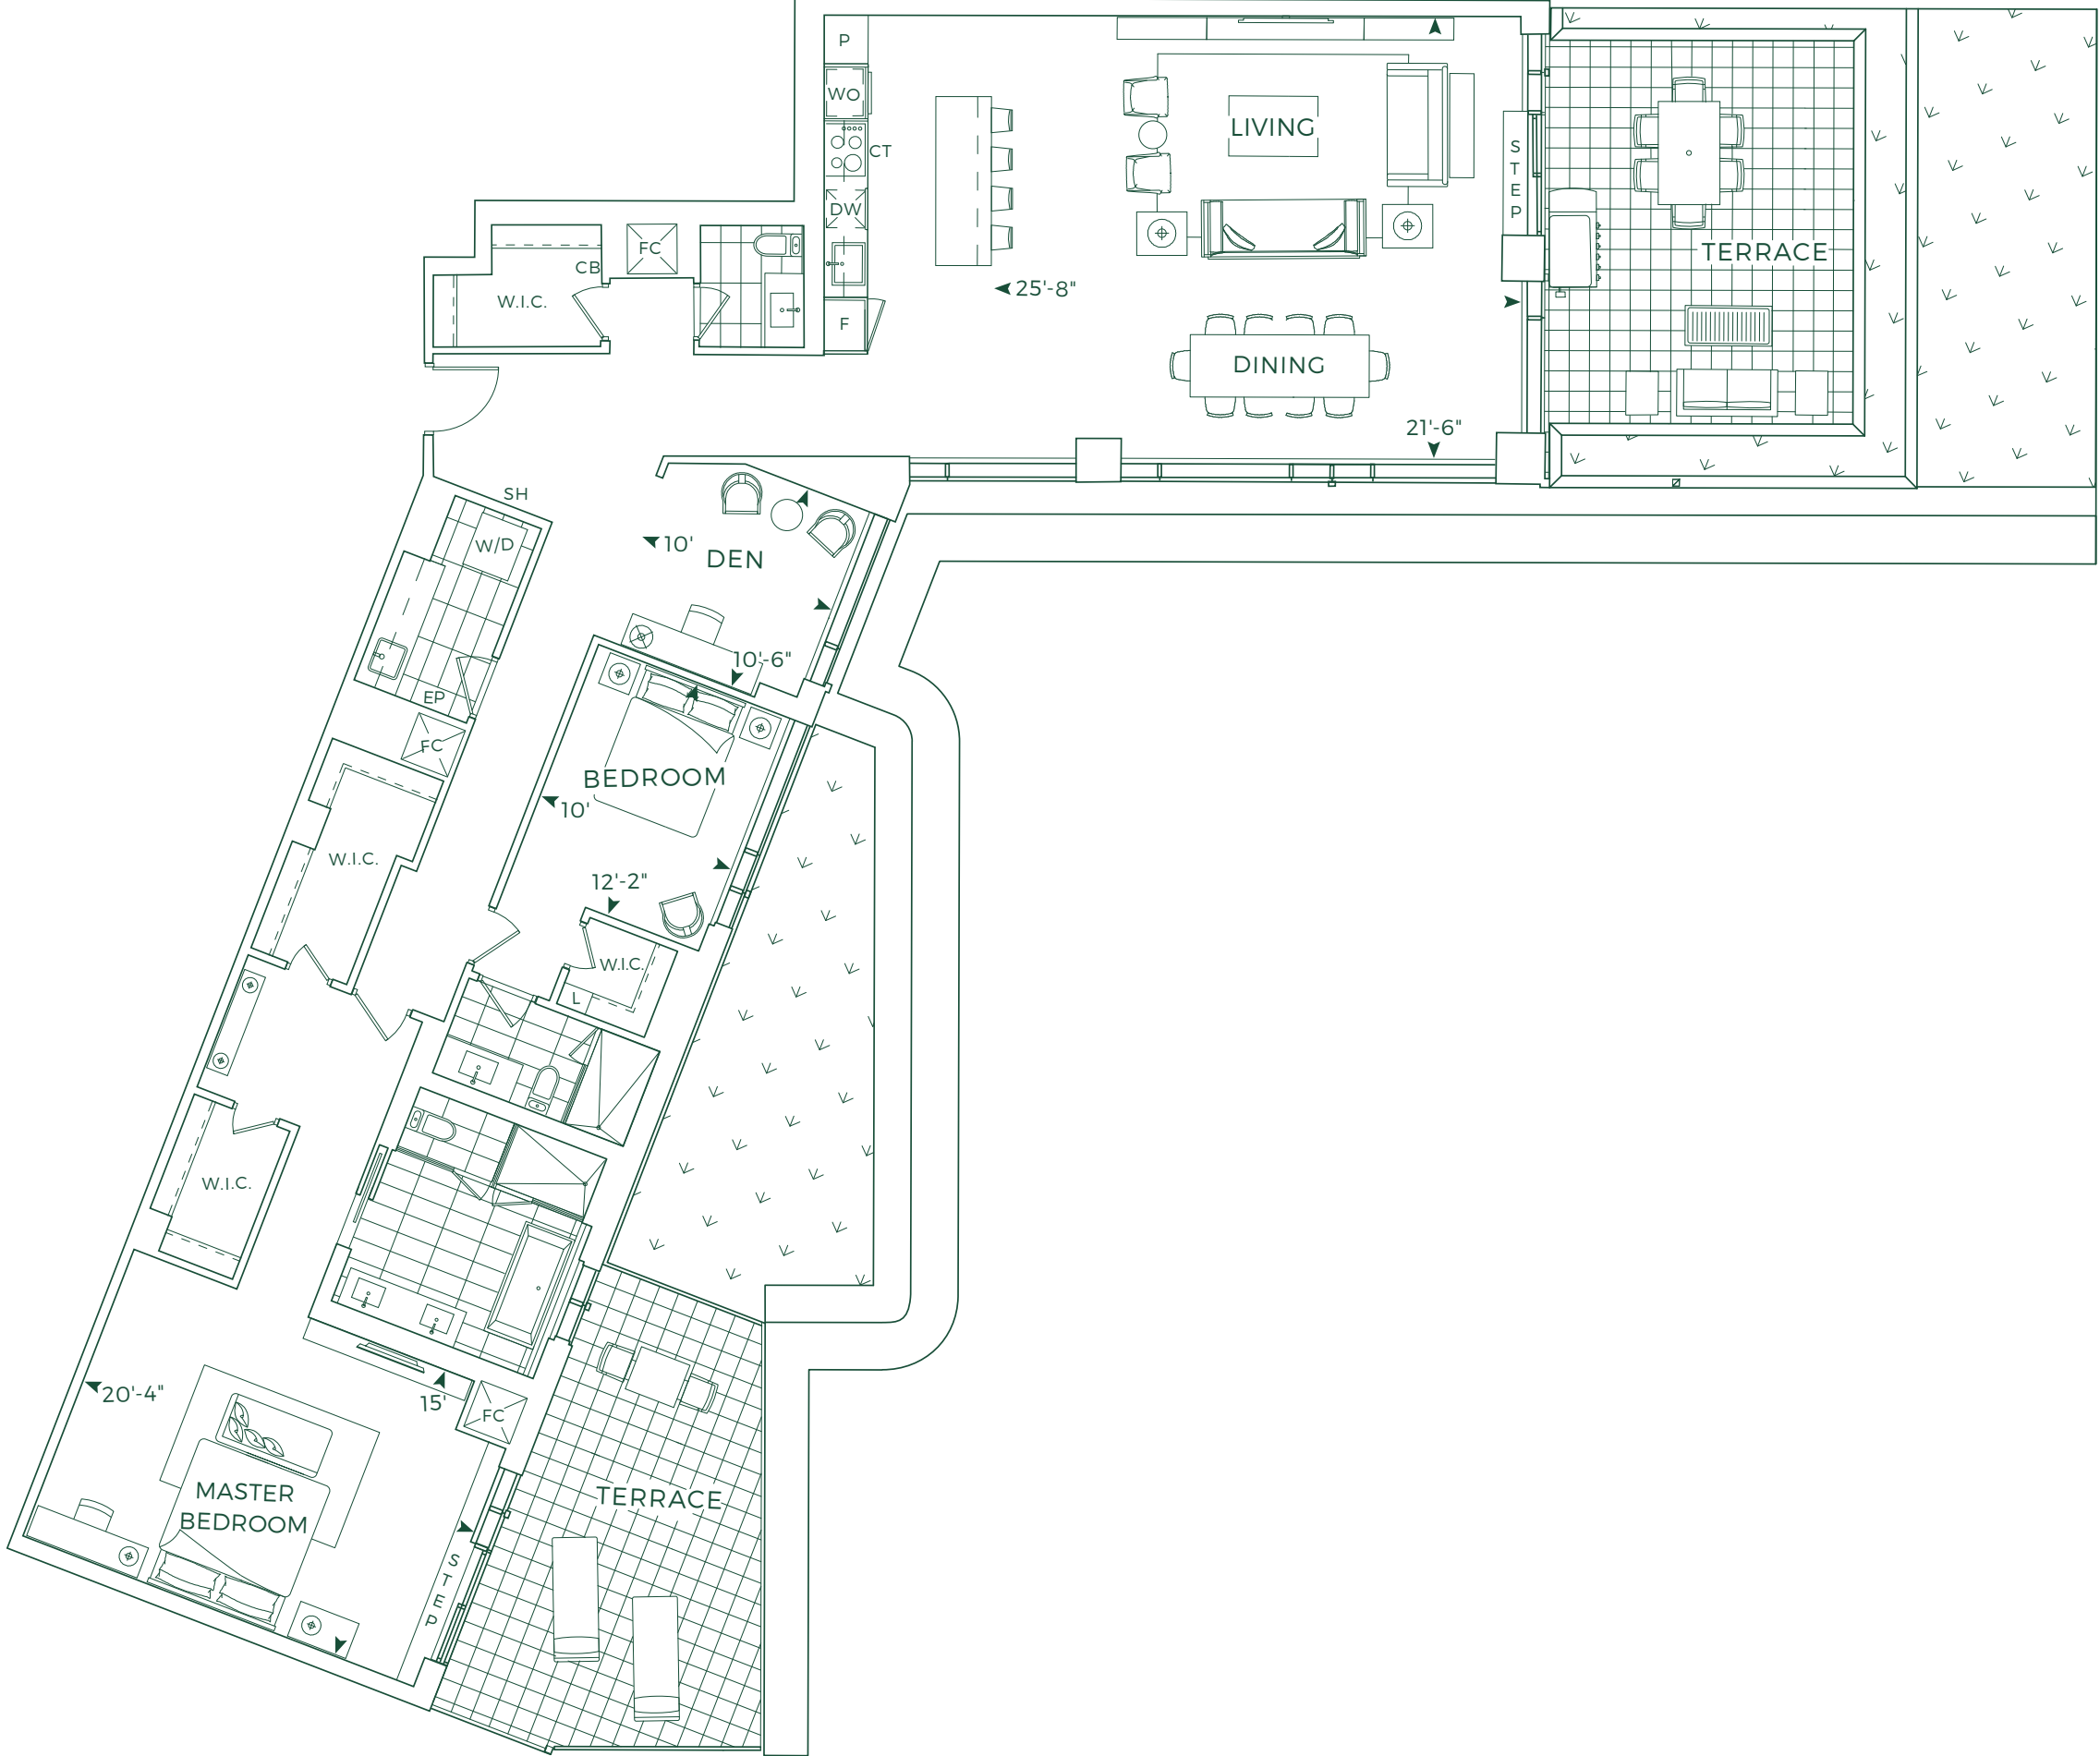 P
WO
CT
LIVING
S
T
E
P
DW
FC
CB
W.I.C.
TERRACE
25'-8"
F
DINING
21'-6"
SH
W/D
10'
DEN
10'-6"
EP
FC
BEDROOM
10'
W.I.C.
12'-2"
W.I.C.
L
W.I.C.
20'-4"
15'
FC
MASTER
BEDROOM
TERRACE
S
T
E
P